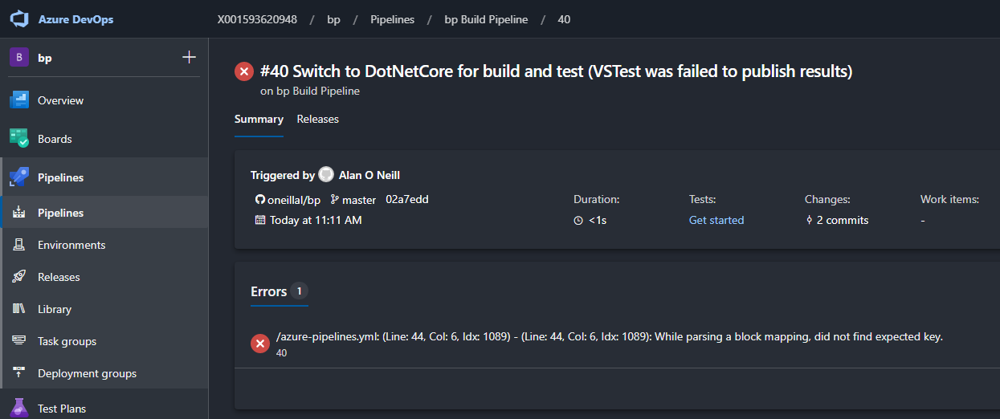 Azure DevOps
X001593620948 / bp / Pipelines / bp Build Pipeline / 40
B bp
Overview
Boards
Pipelines
Pipelines
Environments
Releases
Library
Task groups
Deployment groups
Test Plans
#40 Switch to DotNetCore for build and test (VSTest was failed to publish results)
on bp Build Pipeline
Summary Releases
Triggered by Alan O Neill
oneillal/bp master 02a7edd
Today at 11:11 AM
Duration:
<1s
Tests:
Get started
Changes:
2 commits
Work items:
-
Errors 1
/azure-pipelines.yml: (Line: 44, Col: 6, Idx: 1089) - (Line: 44, Col: 6, Idx: 1089): While parsing a block mapping, did not find expected key.
40